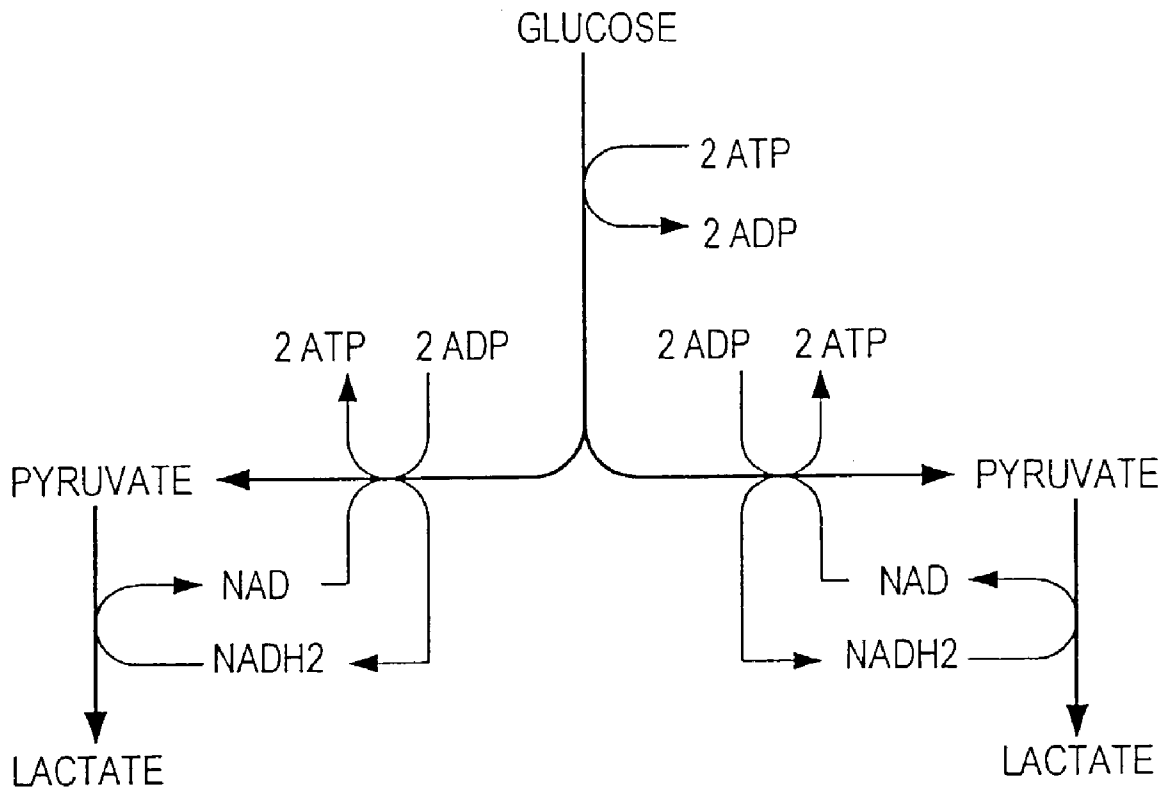 GLUCOSE
2 ATP
2 ADP
2 ATP 2 ADP 2 ADP 2 ATP
PYRUVATE PYRUVATE
NAD NAD
NADH2 NADH2
LACTATE LACTATE